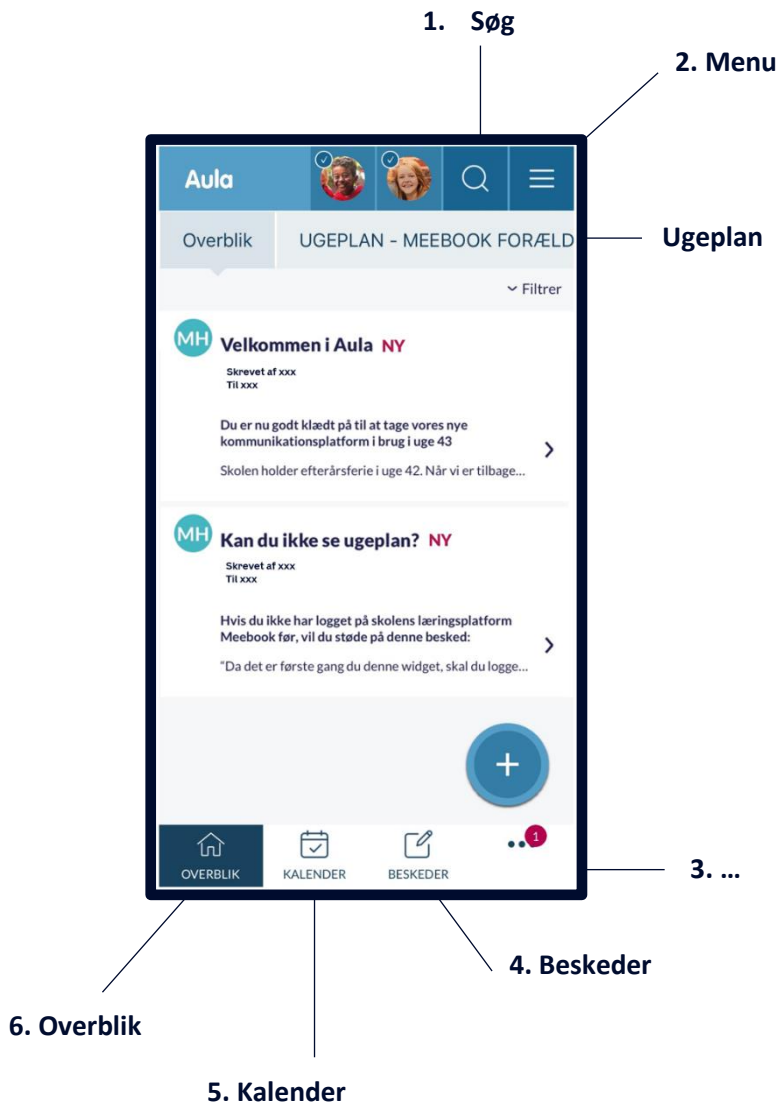 1. Søg
2. Menu
Aula
Overblik
UGEPLAN - MEEBOOK FORÆLD
Ugeplan
Filtrer
MH
Velkommen i Aula NY
Skrevet af xxx
Til xxx
Du er nu godt klædt på til at tage vores nye
kommunikationsplatform i brug i uge 43
Skolen holder efterårsferie i uge 42. Når vi er tilbage...
MH
Kan du ikke se ugeplan? NY
Skrevet af xxx
Til xxx
Hvis du ikke har logget på skolens læringsplatform
Meebook før, vil du støde på denne besked:
"Da det er første gang du denne widget, skal du logge...
+
1
OVERBLIK
KALENDER
BESKEDER
3. ...
4. Beskeder
6. Overblik
5. Kalender